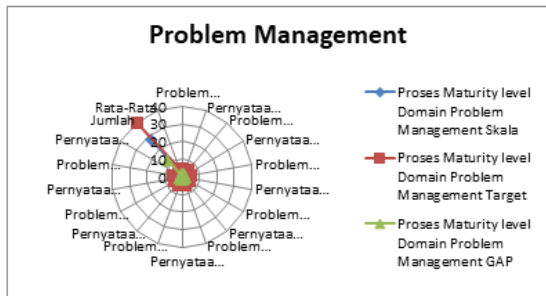 Problem Management
Problem...
Rata-Rata
40
Pernyataa...
Jumlah
30
Problem...
Pernyataa...
20
Pernyataa...
Problem...
10
Problem...
Pernyataa...
0
Pernyataa...
Problem...
Problem...
Pernyataa...
Pernyataa...
Problem...
Problem...
Pernyataa...
Proses Maturity level
Domain Problem
Management Skala
Proses Maturity level
Domain Problem
Management Target
Proses Maturity level
Domain Problem
Management GAP